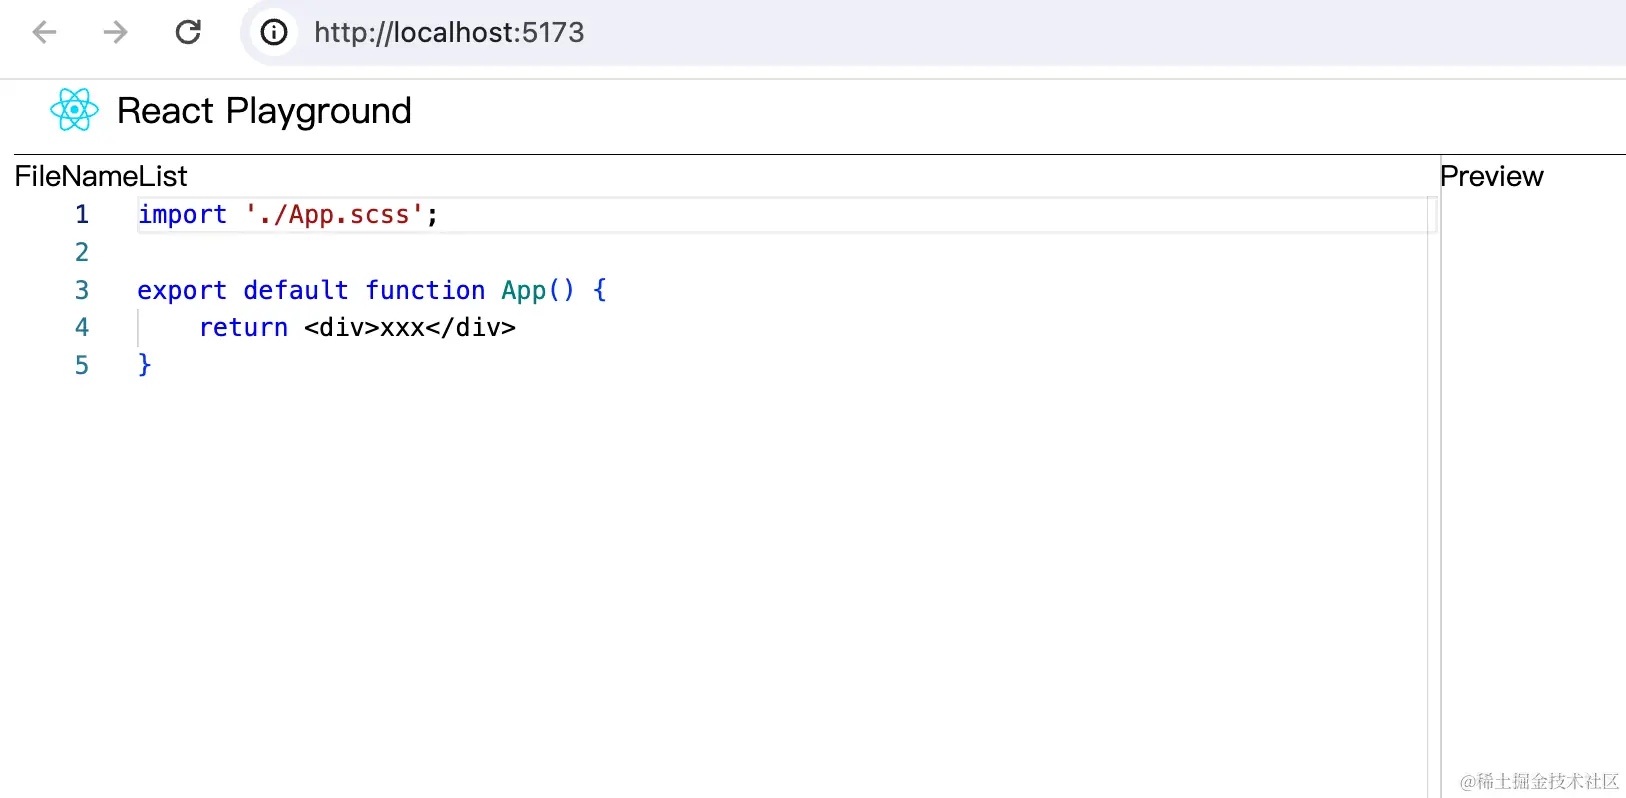 http://localhost:5173
React Playground
FileNameList
Preview
1 import './App.scss';
2
3 export default function App() {
4     return <div>xxx</div>
5 }
@稀土掘金技术社区